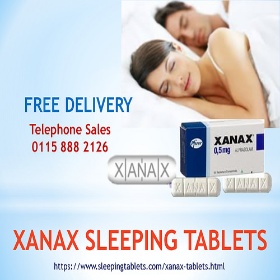 FREE DELIVERY
Telephone Sales
0115 888 2126
XANAX
0,5mg
ALPRAZOLAM
Pfizer
XANAX
XANAX SLEEPING TABLETS
https://www.sleepingtablets.com/xanax-tablets.html